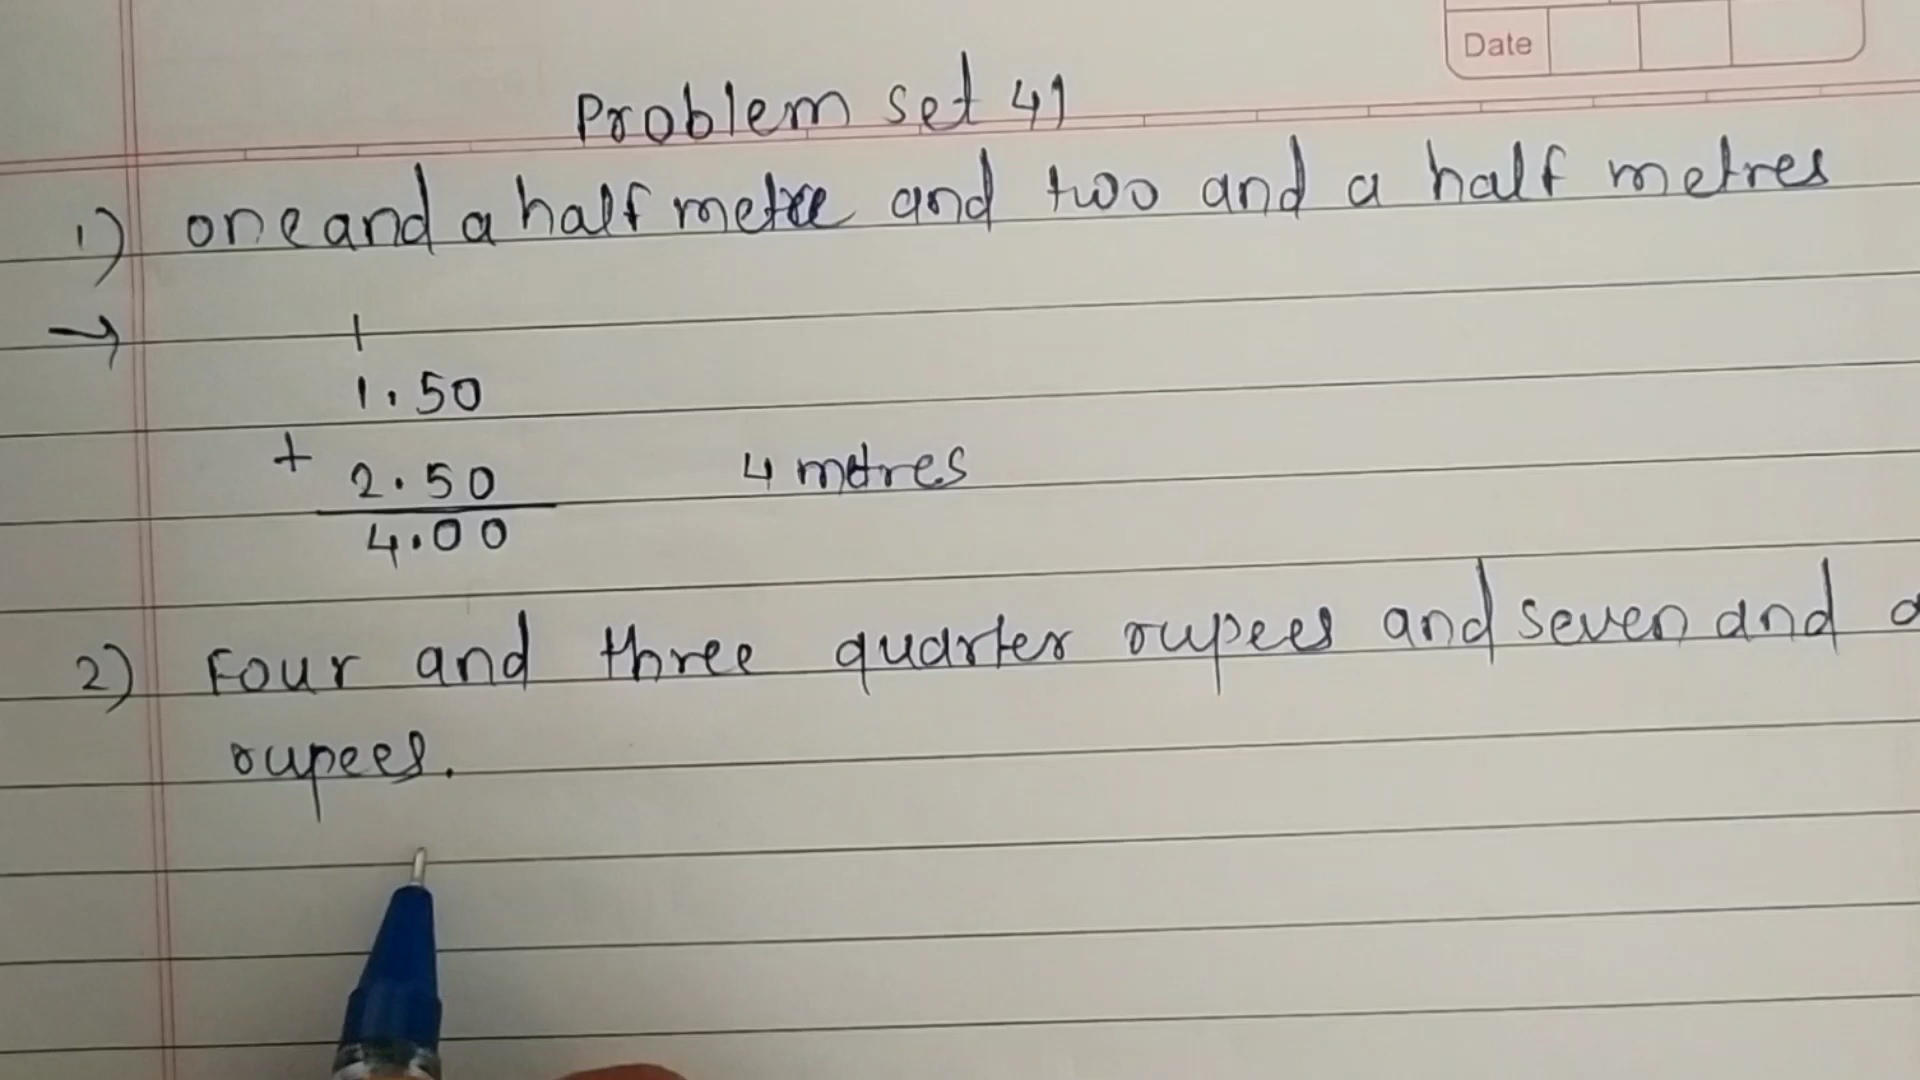 Date
Problem set 41
1) one and a half metre and two and a half metres
→ 1
1.50
+ 2.50 4 metres
4.00
2) Four and three quarter rupees and seven and a
rupees.